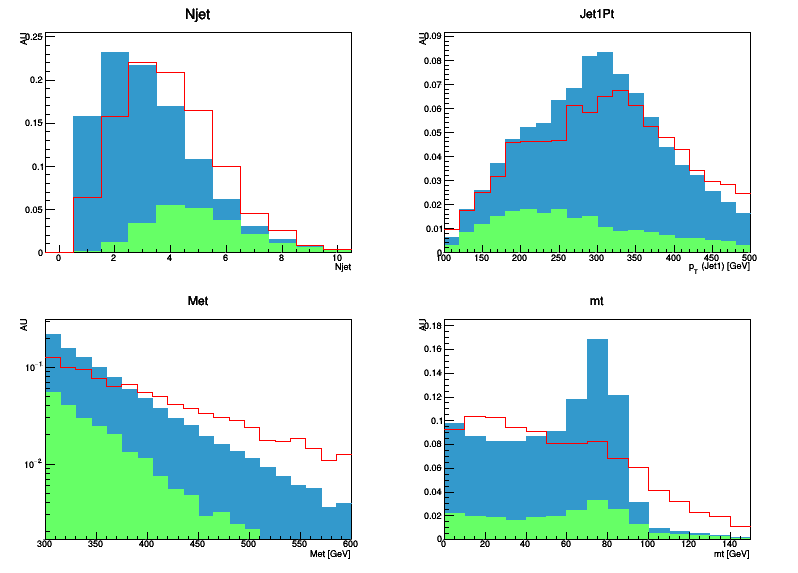 Njet
AU
0.25
0.2
0.15
0.1
0.05
0
0 2 4 6 8 10
Njet
Jet1Pt
AU
0.09
0.08
0.07
0.06
0.05
0.04
0.03
0.02
0.01
0
100 150 200 250 300 350 400 450 500
p_T (Jet1) [GeV]
Met
AU
10^-1
10^-2
300 350 400 450 500 550 600
Met [GeV]
mt
AU
0.18
0.16
0.14
0.12
0.1
0.08
0.06
0.04
0.02
0
0 20 40 60 80 100 120 140
mt [GeV]